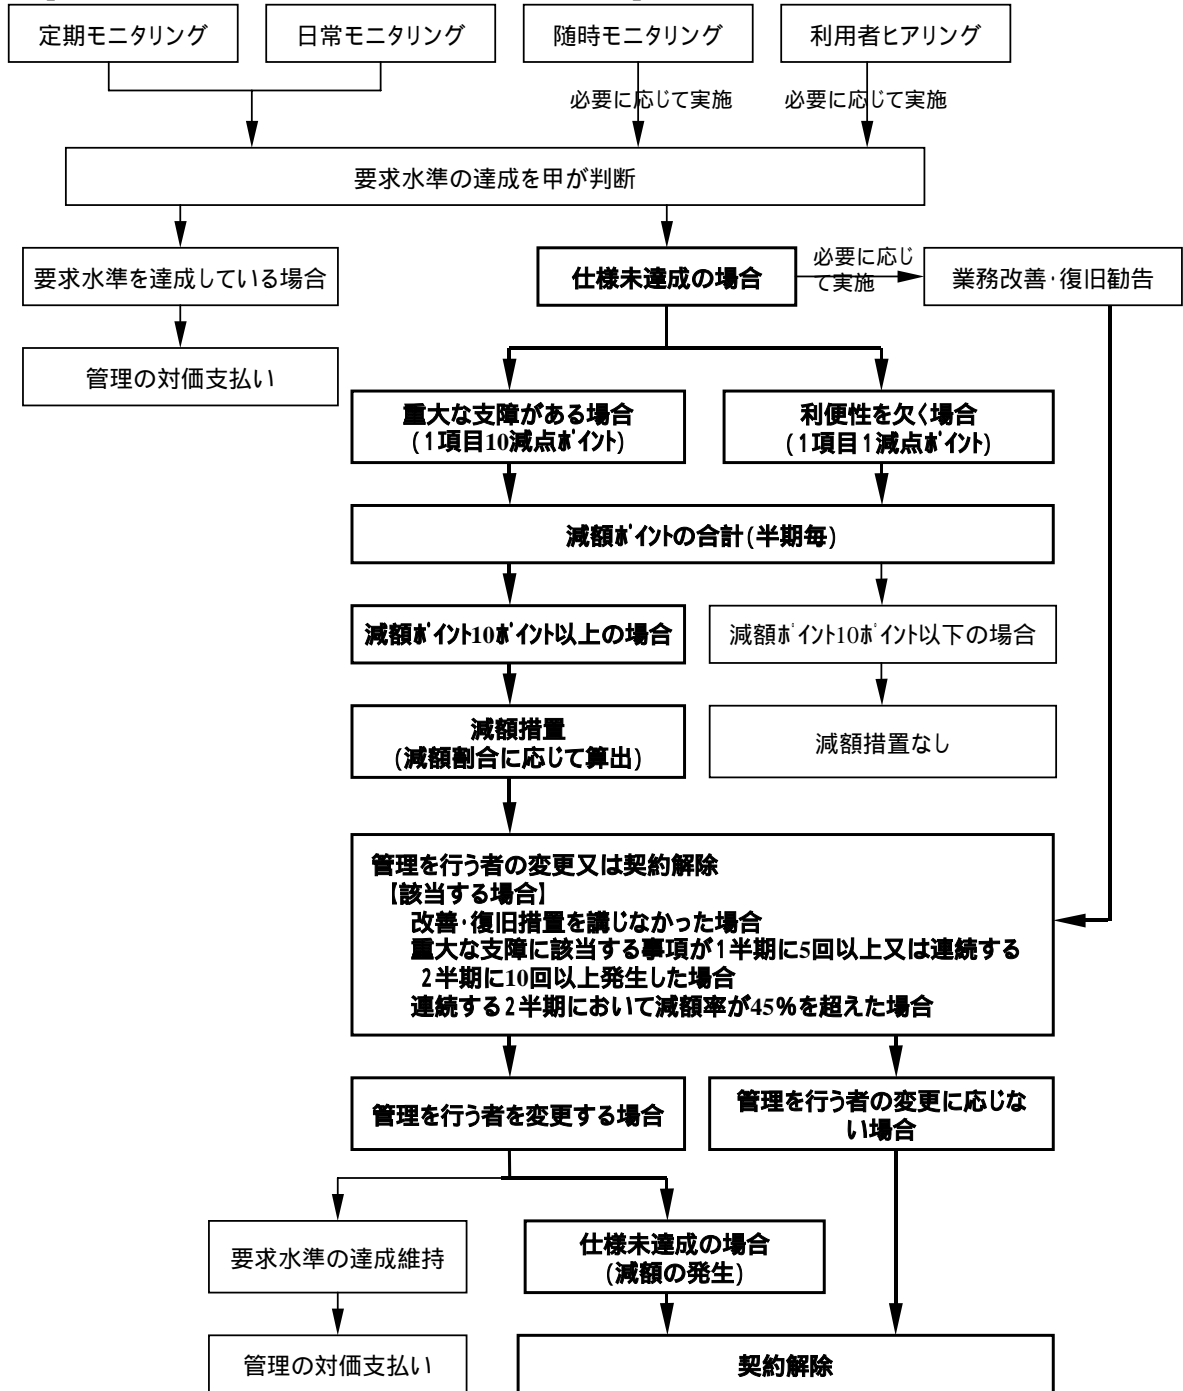 定期モニタリング
日常モニタリング
随時モニタリング
利用者ヒアリング
必要に応じて実施
必要に応じて実施
要求水準の達成を甲が判断
要求水準を達成している場合
仕様未達成の場合
必要に応じ
て実施
業務改善･復旧勧告
管理の対価支払い
重大な支障がある場合
(1項目10減点ﾎﾟｲﾝﾄ)
利便性を欠く場合
(1項目1減点ﾎﾟｲﾝﾄ)
減額ﾎﾟｲﾝﾄの合計(半期毎)
減額ﾎﾟｲﾝﾄ10ﾎﾟｲﾝﾄ以上の場合
減額ﾎﾟｲﾝﾄ10ﾎﾟｲﾝﾄ以下の場合
減額措置
(減額割合に応じて算出)
減額措置なし
管理を行う者の変更又は契約解除
【該当する場合】
改善･復旧措置を講じなかった場合
重大な支障に該当する事項が1半期に5回以上又は連続する
2半期に10回以上発生した場合
連続する2半期において減額率が45%を超えた場合
管理を行う者を変更する場合
管理を行う者の変更に応じな
い場合
要求水準の達成維持
仕様未達成の場合
(減額の発生)
管理の対価支払い
契約解除